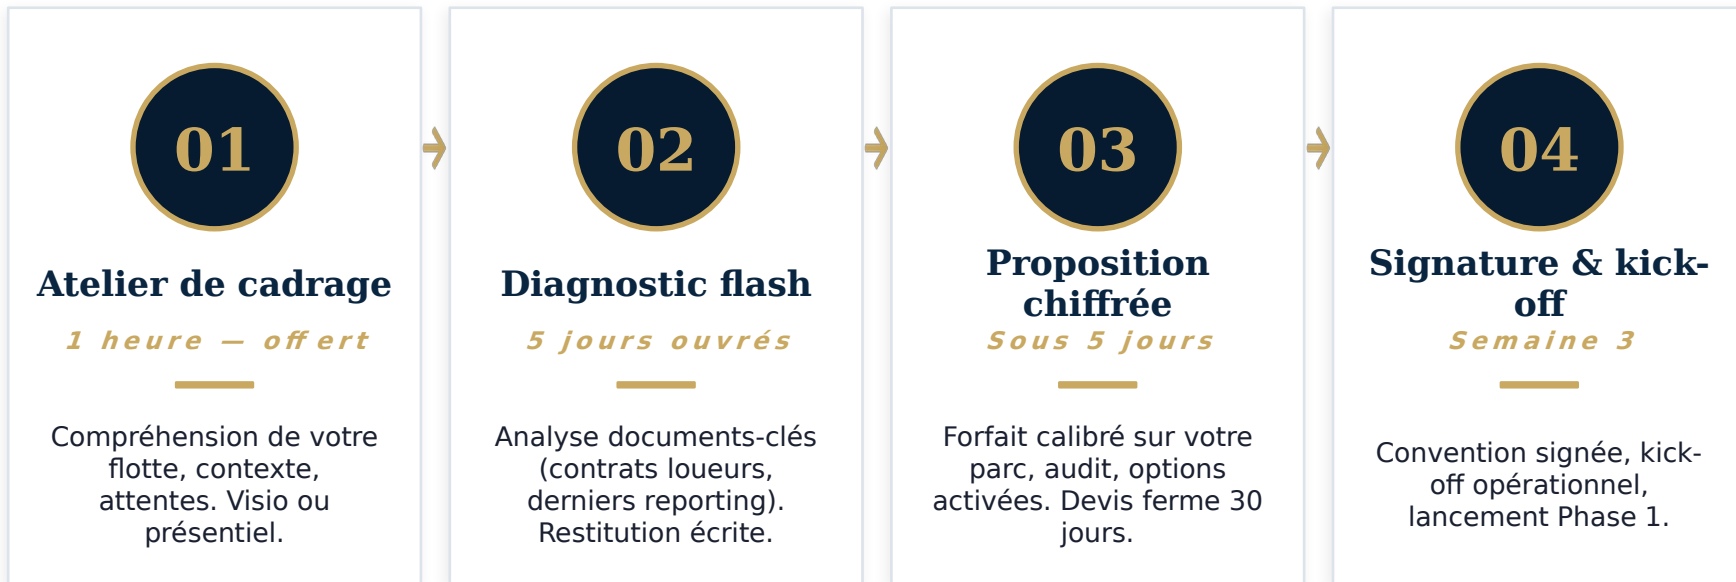 01
Atelier de cadrage
1 heure — offert
Compréhension de votre
flotte, contexte,
attentes. Visio ou
présentiel.
02
Diagnostic flash
5 jours ouvrés
Analyse documents-clés
(contrats loueurs,
derniers reporting).
Restitution écrite.
03
Proposition
chiffrée
Sous 5 jours
Forfait calibré sur votre
parc, audit, options
activées. Devis ferme 30
jours.
04
Signature & kick-
off
Semaine 3
Convention signée, kick-
off opérationnel,
lancement Phase 1.